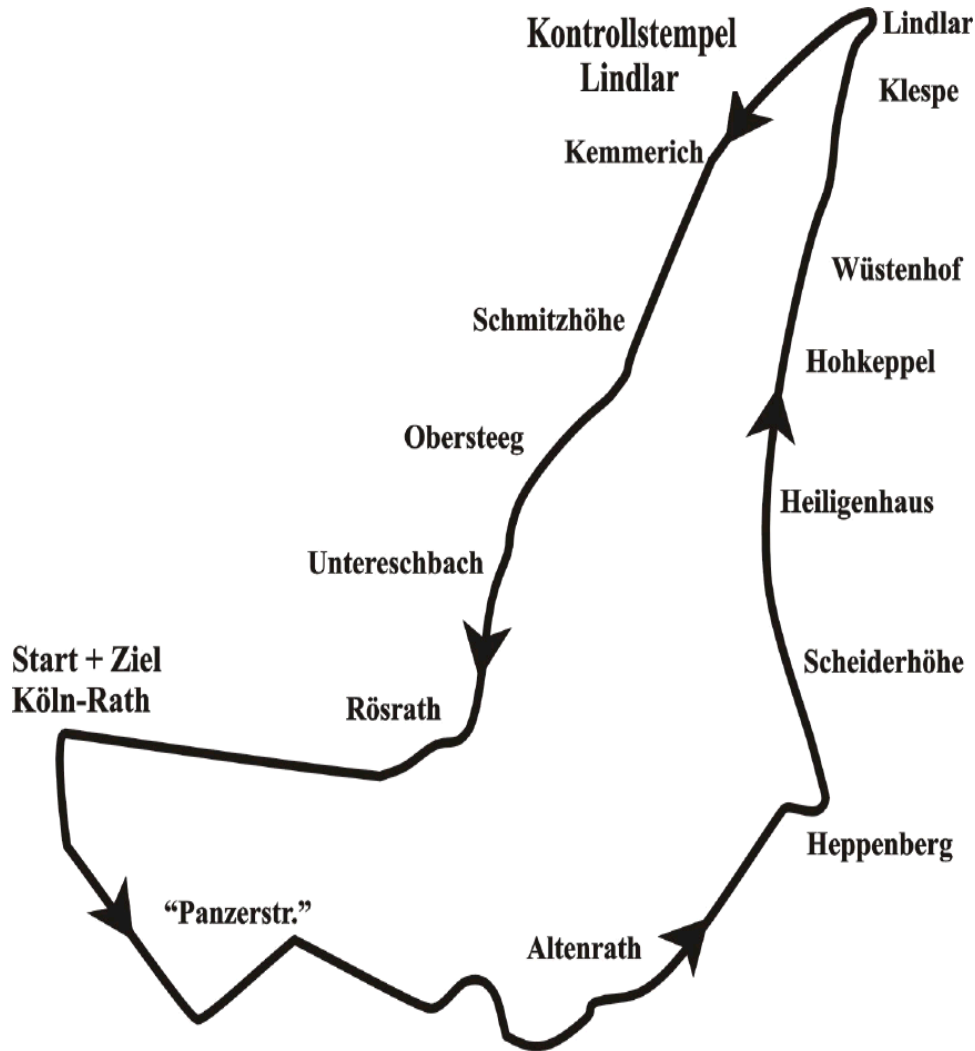 Kontrollstempel
Lindlar
Lindlar
Klespe
Kemmerich
Wüstenhof
Schmitzhöhe
Hohkeppel
Obersteeg
Heiligenhaus
Untereschbach
Start + Ziel
Köln-Rath
Scheiderhöhe
Rösrath
Heppenberg
“Panzerstr.”
Altenrath